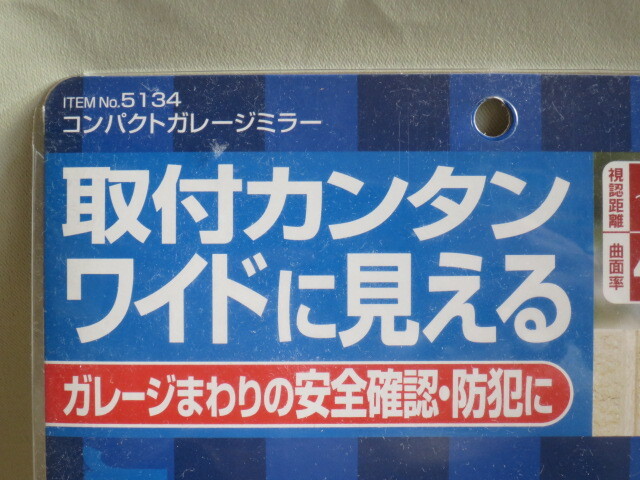 ITEM No.5134
コンパクトガレージミラー
取付カンタン
ワイドに見える
ガレージまわりの安全確認・防犯に
視認距離
曲面率